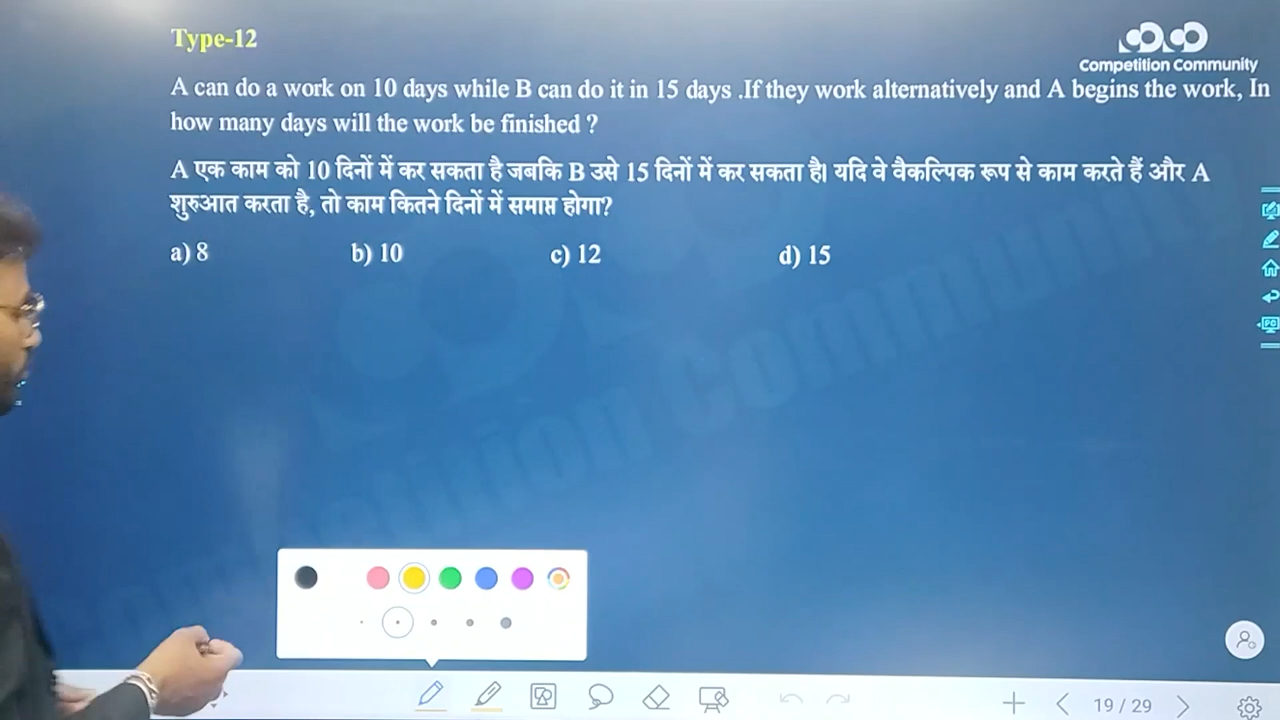 Type-12
Competition Community
A can do a work on 10 days while B can do it in 15 days .If they work alternatively and A begins the work, In
how many days will the work be finished ?
A एक काम को 10 दिनों में कर सकता है जबकि B उसे 15 दिनों में कर सकता है। यदि वे वैकल्पिक रूप से काम करते हैं और A
शुरुआत करता है, तो काम कितने दिनों में समाप्त होगा?
a) 8 b) 10 c) 12 d) 15
Competition Community
PC
19 / 29